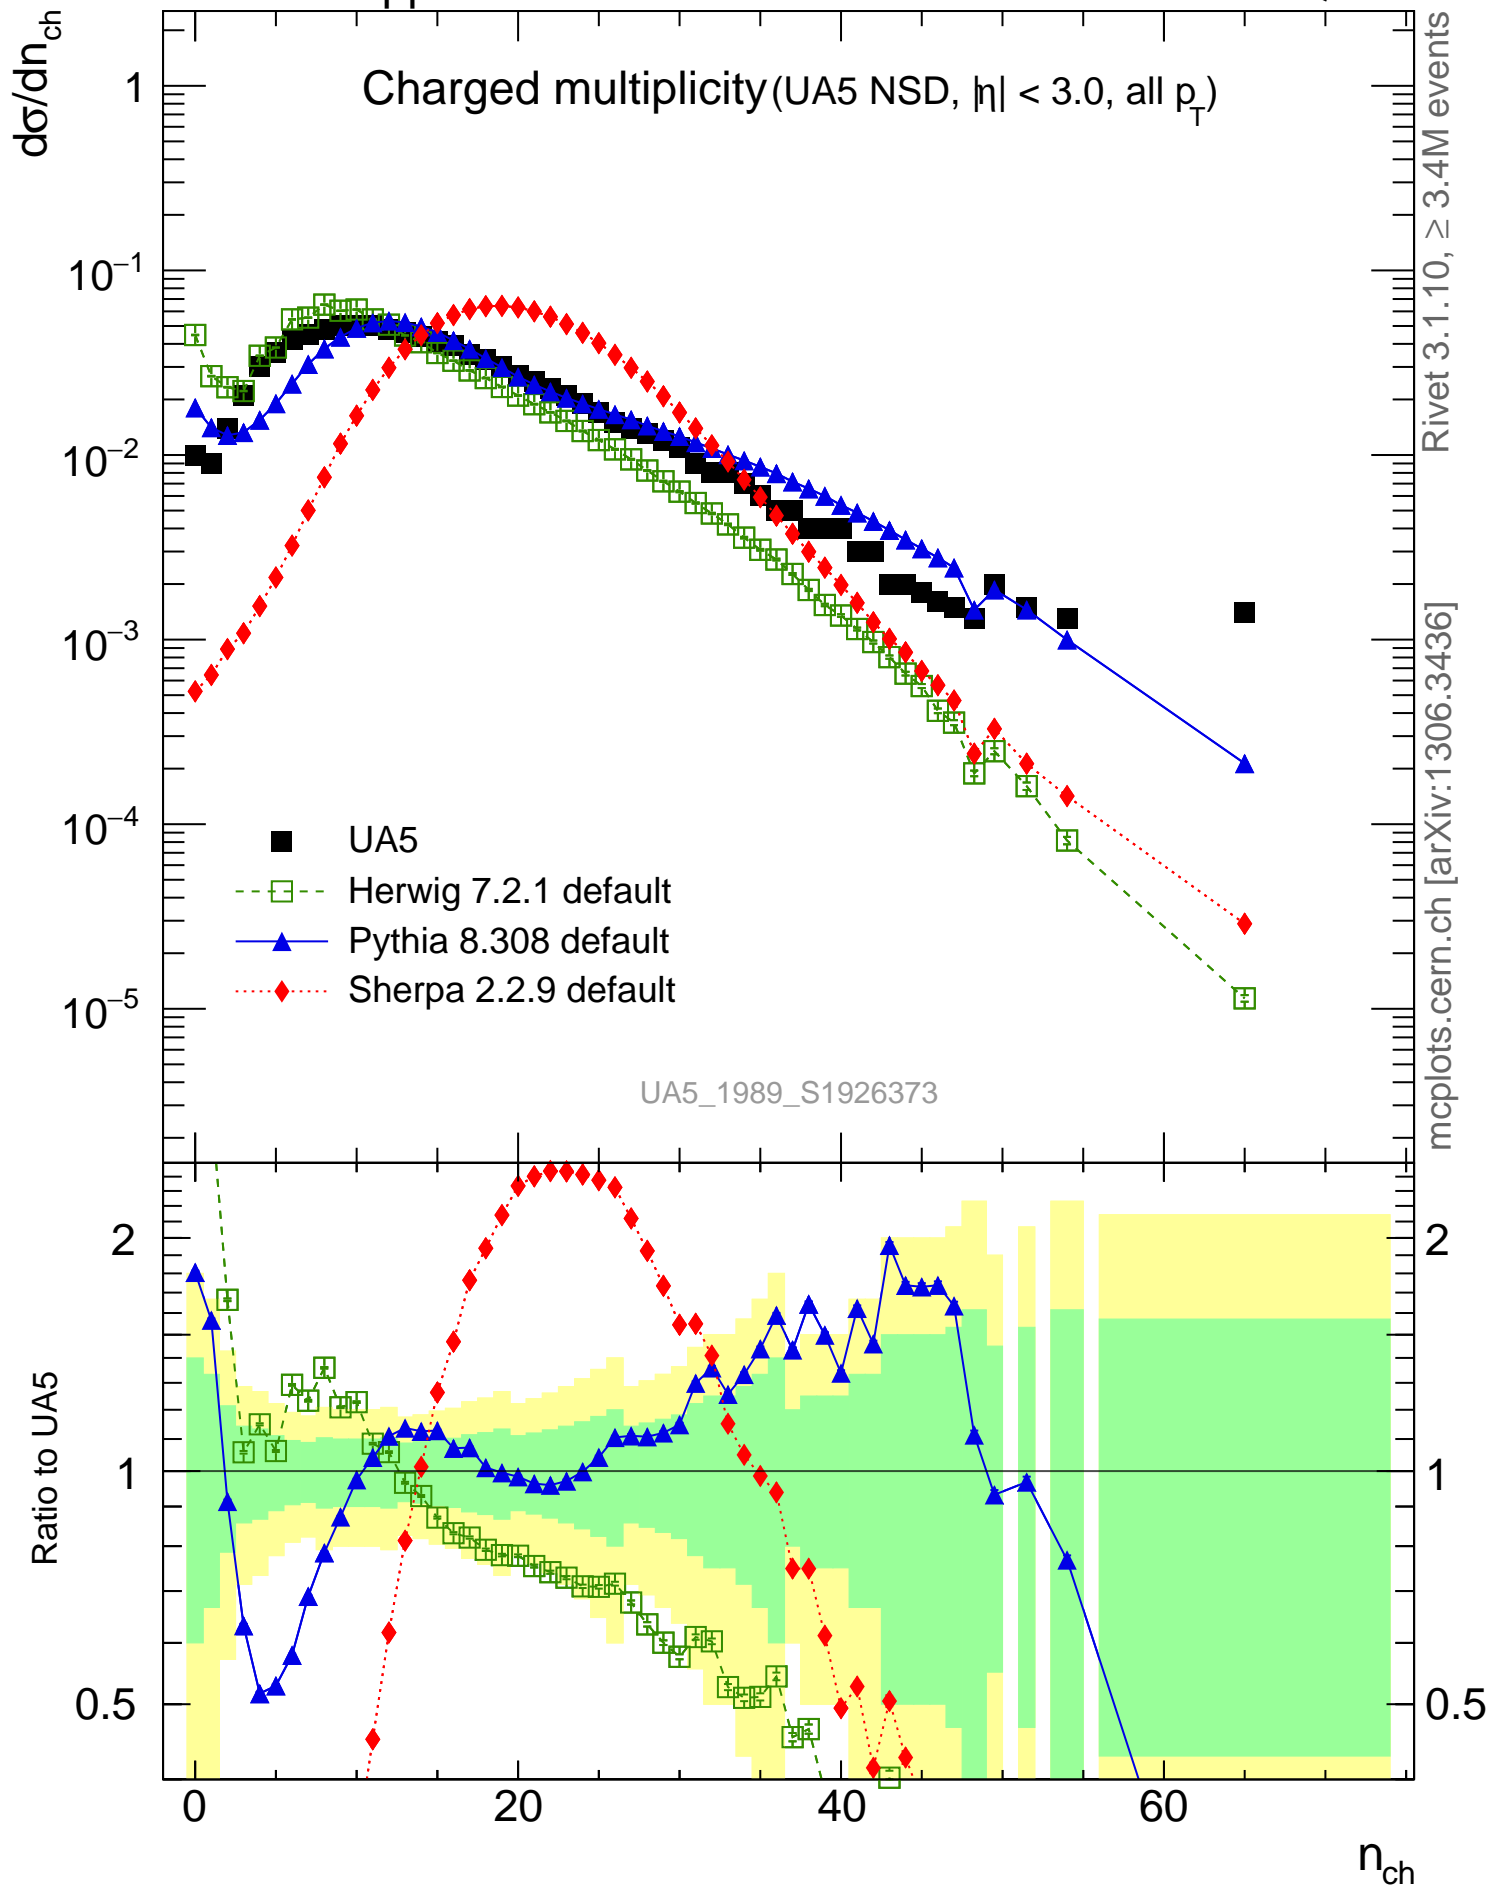 dσ/dn_ch
Charged multiplicity (UA5 NSD, |η| < 3.0, all p_T)
1
10⁻¹
10⁻²
10⁻³
10⁻⁴
10⁻⁵
UA5
Herwig 7.2.1 default
Pythia 8.308 default
Sherpa 2.2.9 default
UA5_1989_S1926373
Rivet 3.1.10, ≥ 3.4M events
mcplots.cern.ch [arXiv:1306.3436]
Ratio to UA5
2
1
0.5
2
1
0.5
0
20
40
60
n_ch